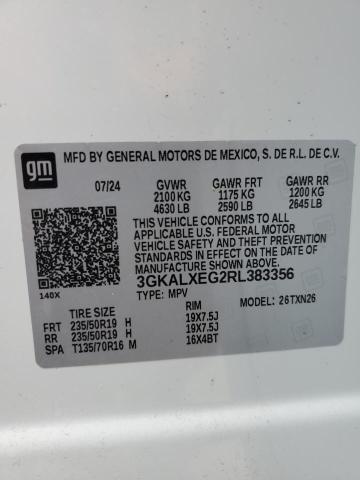 gm
MFD BY GENERAL MOTORS DE MEXICO, S. DE R.L. DE C.V.
07/24 GVWR GAWR FRT GAWR RR
2100 KG 1175 KG 1200 KG
4630 LB 2590 LB 2645 LB
THIS VEHICLE CONFORMS TO ALL
APPLICABLE U.S. FEDERAL MOTOR
VEHICLE SAFETY AND THEFT PREVENTION
STANDARDS IN EFFECT ON THE DATE OF
MANUFACTURE SHOWN ABOVE.
3GKALXEG2RL383356
140X TYPE: MPV MODEL: 26TXN26
TIRE SIZE RIM
FRT 235/50R19 H 19X7.5J
RR 235/50R19 H 19X7.5J
SPA T135/70R16 M 16X4BT